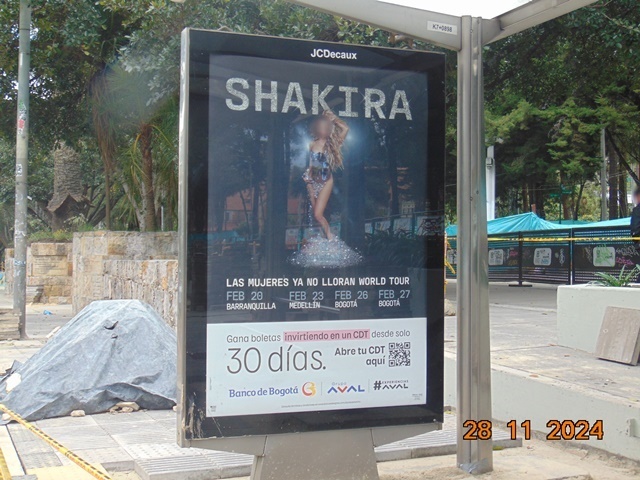 K7+0898
JCDecaux
SHAKIRA
LAS MUJERES YA NO LLORAN WORLD TOUR
FEB 20 FEB 23 FEB 26 FEB 27
BARRANQUILLA MEDELLÍN BOGOTÁ BOGOTÁ
Gana boletas invirtiendo en un CDT desde solo
30 días.
Abre tu CDT
aquí
Banco de Bogotá Grupo AVAL #EXPERIENCIAS AVAL
28 11 2024